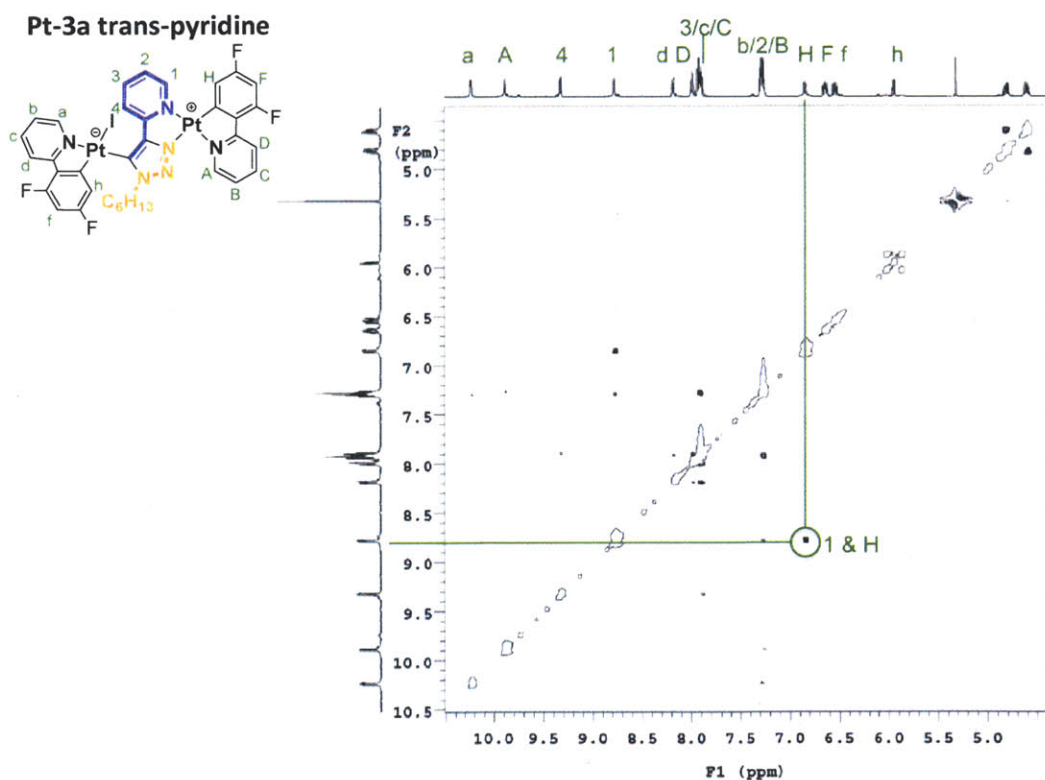 Pt-3a trans-pyridine
3/c/C
a A 4 1 d D b/2/B H F f h
F
2
3 1 H F
⊕
a 4 F
b ⊖ I N Pt
c N Pt N N D
d N A C
h B
F C₆H₁₃
f F
F2
(ppm)
5.0
5.5
6.0
6.5
7.0
7.5
8.0
8.5
9.0
9.5
10.0
10.5
1 & H
10.0 9.5 9.0 8.5 8.0 7.5 7.0 6.5 6.0 5.5 5.0
F1 (ppm)